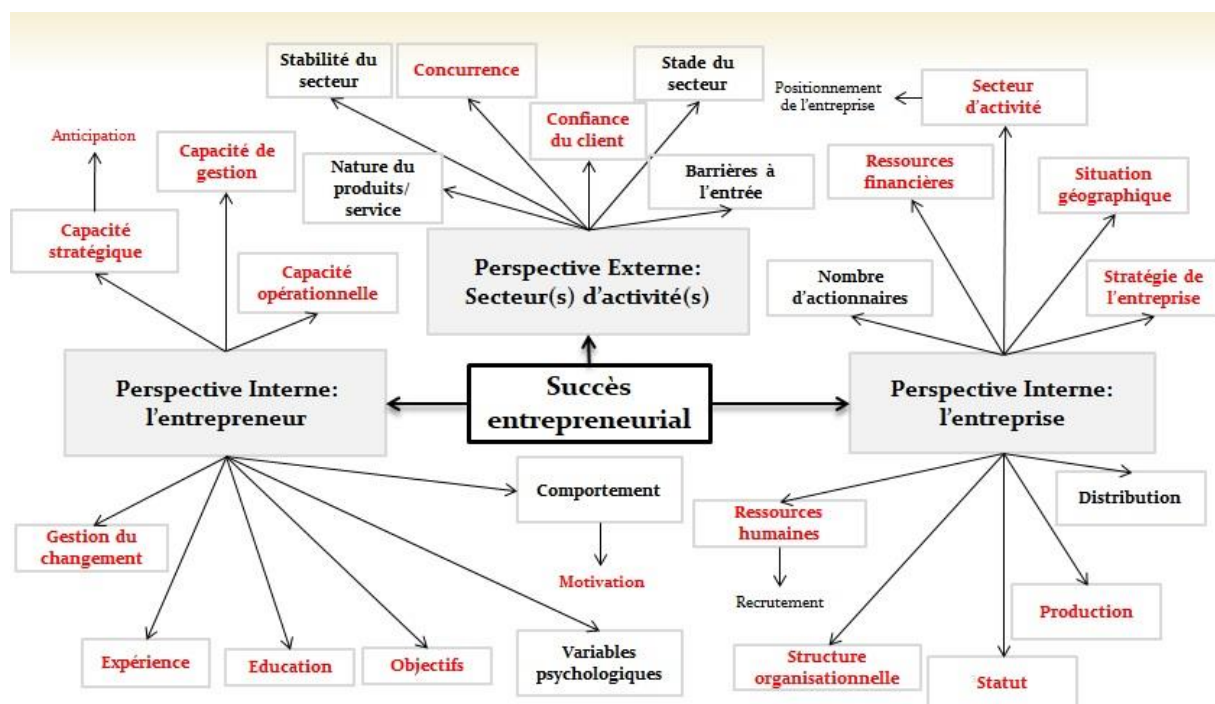 Stabilité du
secteur
Concurrence
Stade du
secteur
Positionnement
de l'entreprise
Secteur
d'activité
Anticipation
Capacité de
gestion
Confiance
du client
Nature du
produits/
service
Barrières à
l'entrée
Ressources
financières
Situation
géographique
Capacité
stratégique
Capacité
opérationnelle
Perspective Externe:
Secteur(s) d'activité(s)
Nombre
d'actionnaires
Stratégie de
l'entreprise
Perspective Interne:
l'entrepreneur
Succès
entrepreneurial
Perspective Interne:
l'entreprise
Comportement
Distribution
Gestion du
changement
Ressources
humaines
Motivation
Recrutement
Production
Expérience
Education
Objectifs
Variables
psychologiques
Structure
organisationnelle
Statut